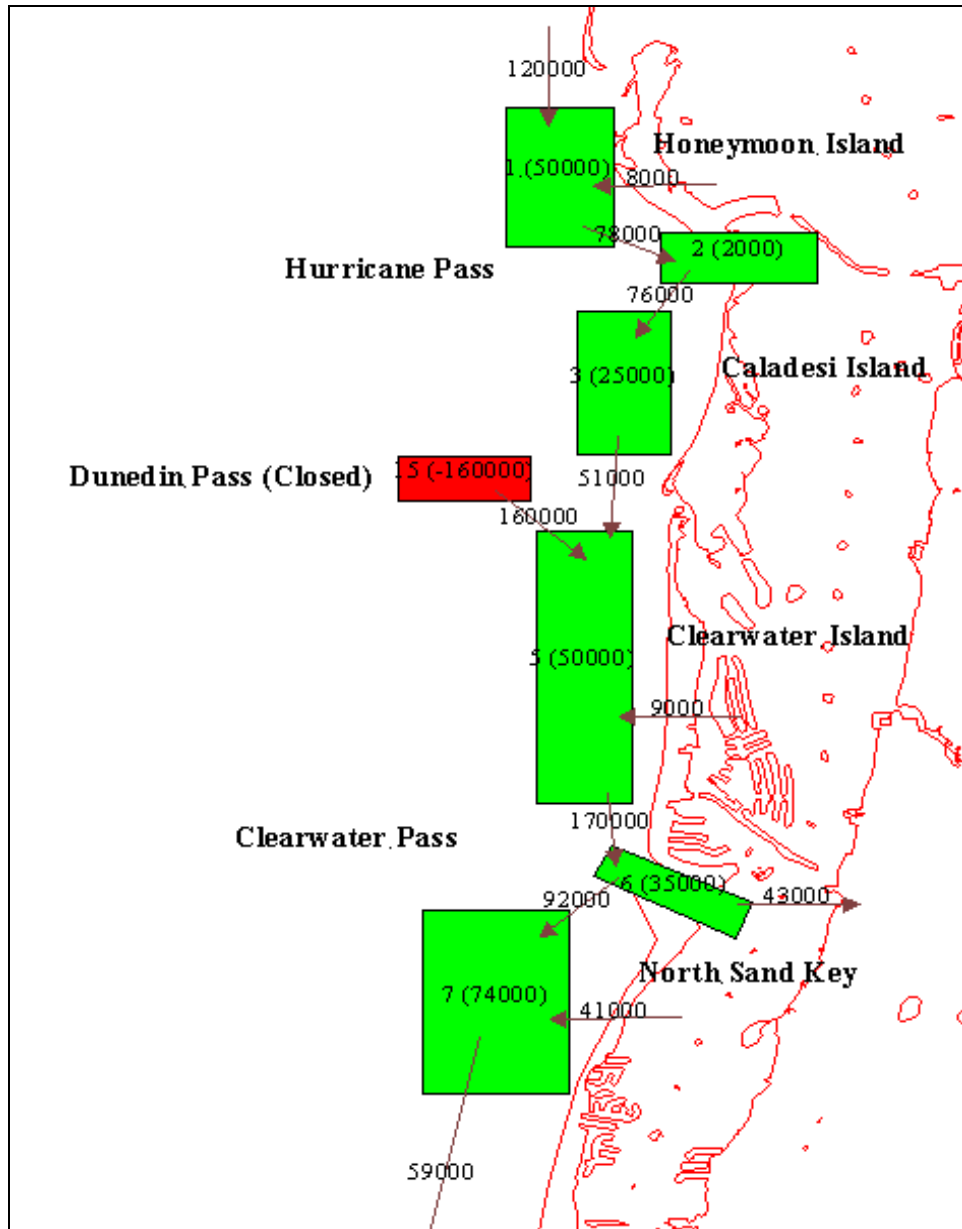 120000
Honeymoon Island
1 (50000)
8000
78000
2 (2000)
Hurricane Pass
76000
Caladesi Island
3 (25000)
Dunedin Pass (Closed)
15 (-160000)
51000
160000
Clearwater Island
5 (50000)
9000
170000
Clearwater Pass
6 (35000)
43000
92000
North Sand Key
7 (74000)
41000
59000